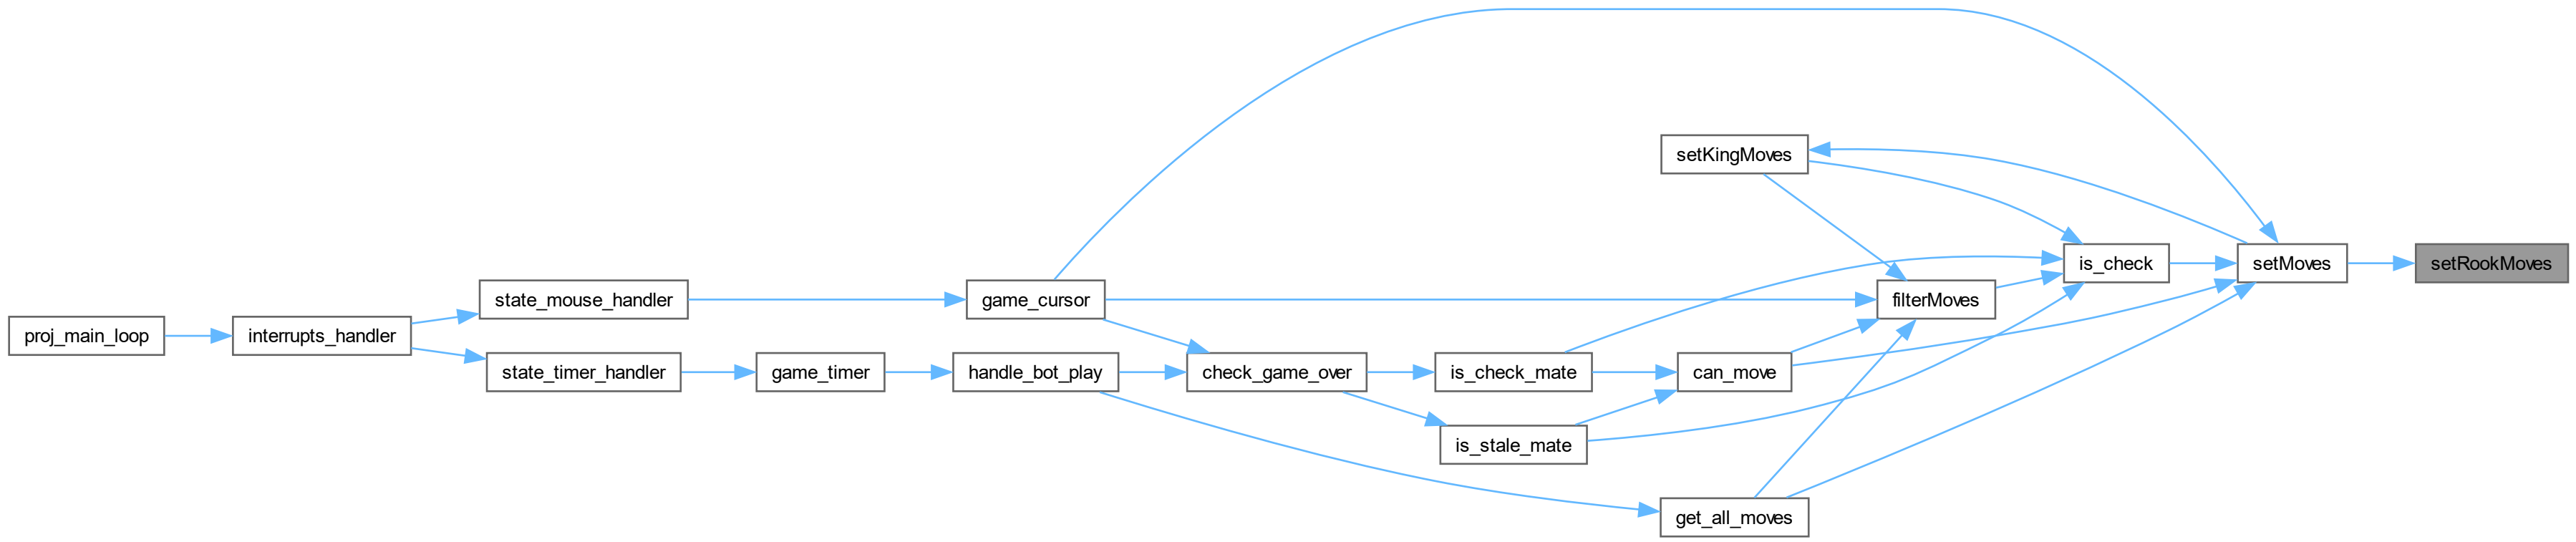 proj_main_loop
interrupts_handler
state_mouse_handler
state_timer_handler
game_timer
game_cursor
handle_bot_play
check_game_over
is_check_mate
is_stale_mate
setKingMoves
filterMoves
can_move
get_all_moves
is_check
setMoves
setRookMoves